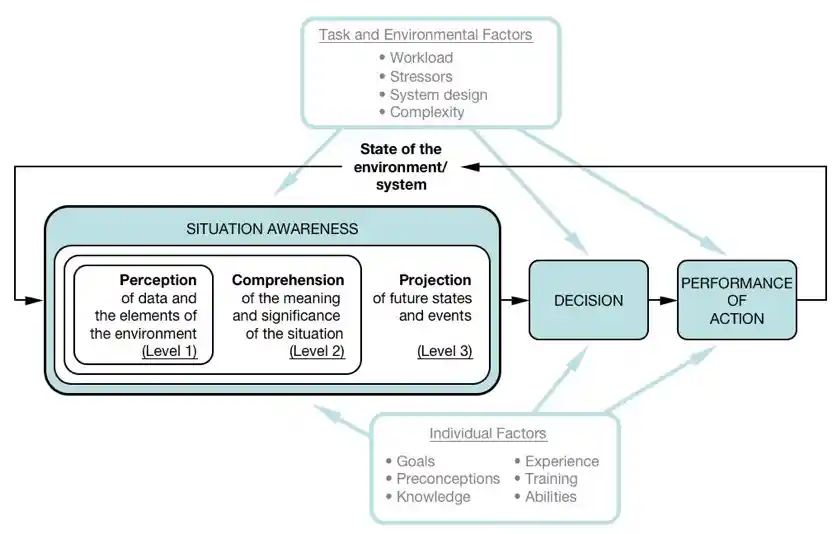 Task and Environmental Factors
• Workload
• Stressors
• System design
• Complexity
State of the
environment/
system
SITUATION AWARENESS
Perception
of data and
the elements of
the environment
(Level 1)
Comprehension
of the meaning
and significance
of the situation
(Level 2)
Projection
of future states
and events
(Level 3)
DECISION
PERFORMANCE
OF
ACTION
Individual Factors
• Goals
• Preconceptions
• Knowledge
• Experience
• Training
• Abilities